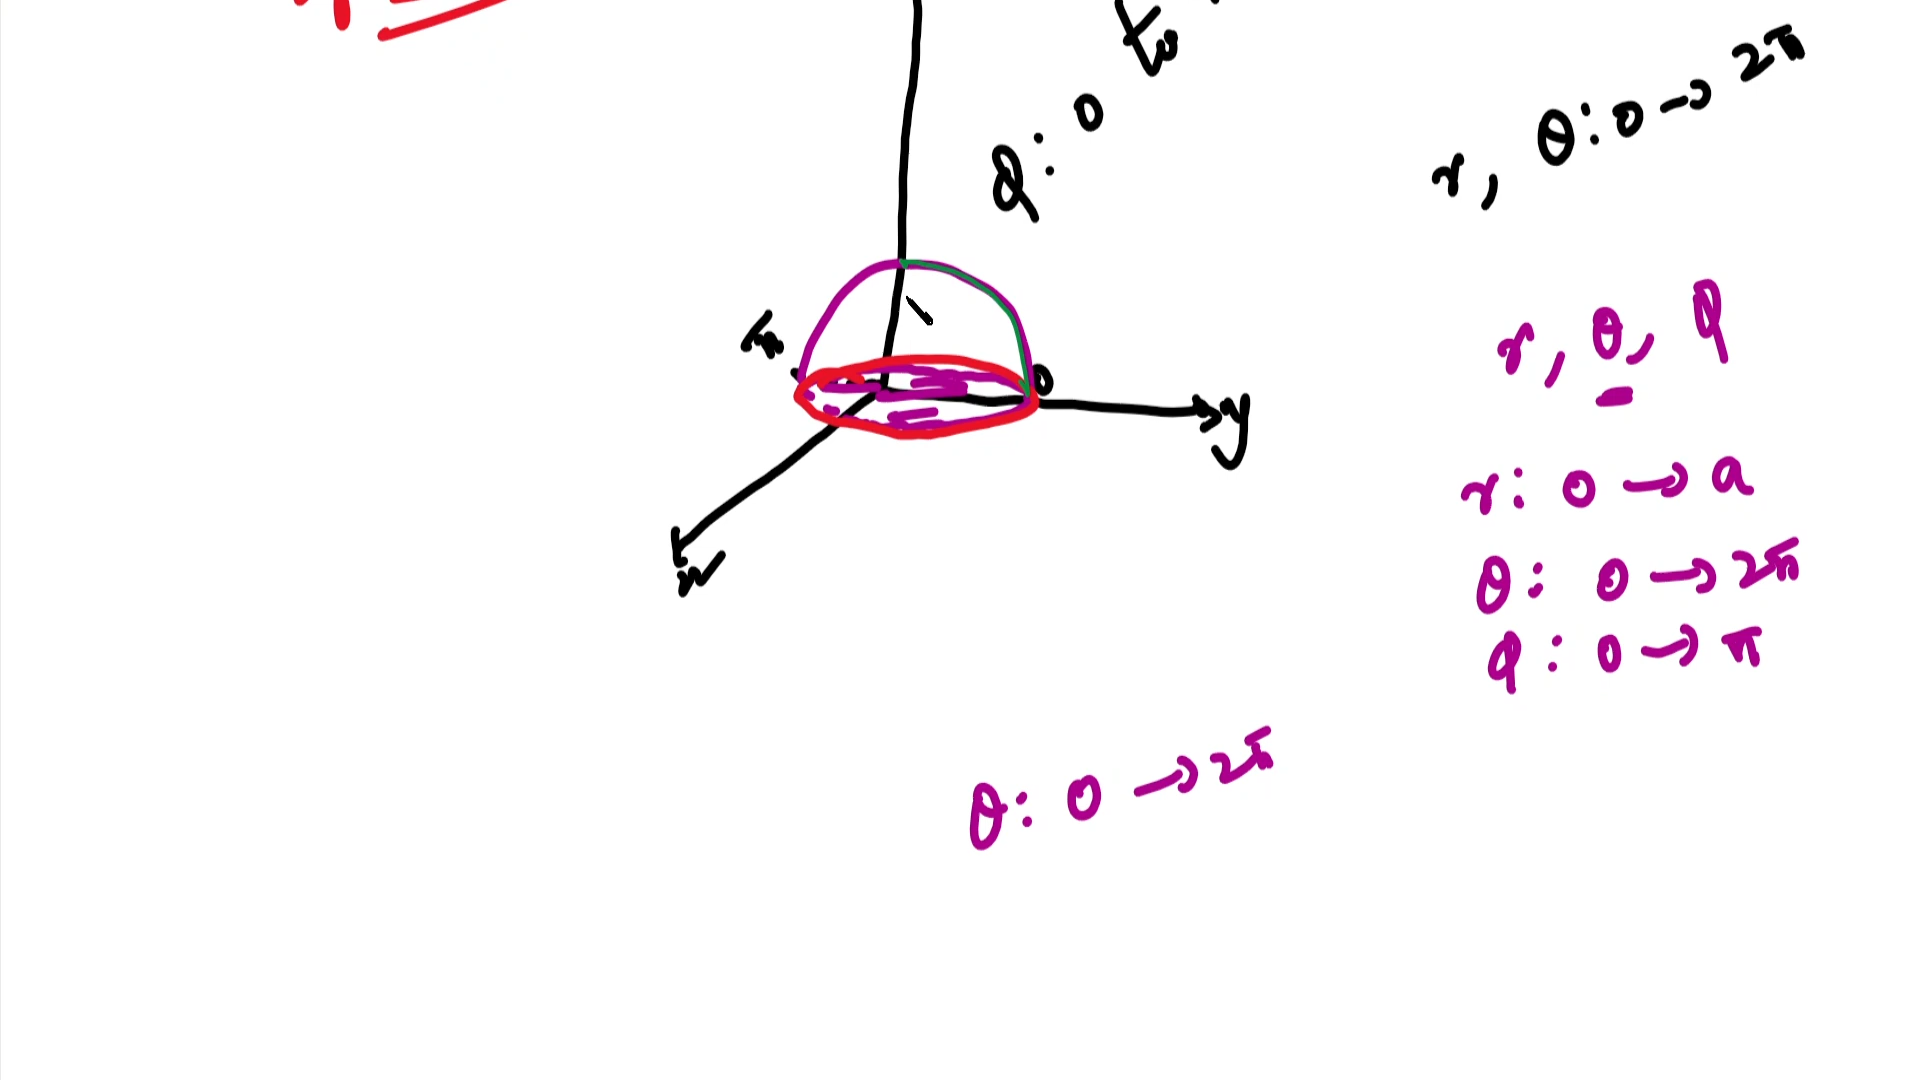 φ: 0 to
r, θ: 0 → 2π
r, θ, φ
π
0
y
r: 0 → a
x
θ: 0 → 2π
φ: 0 → π
θ: 0 → 2π